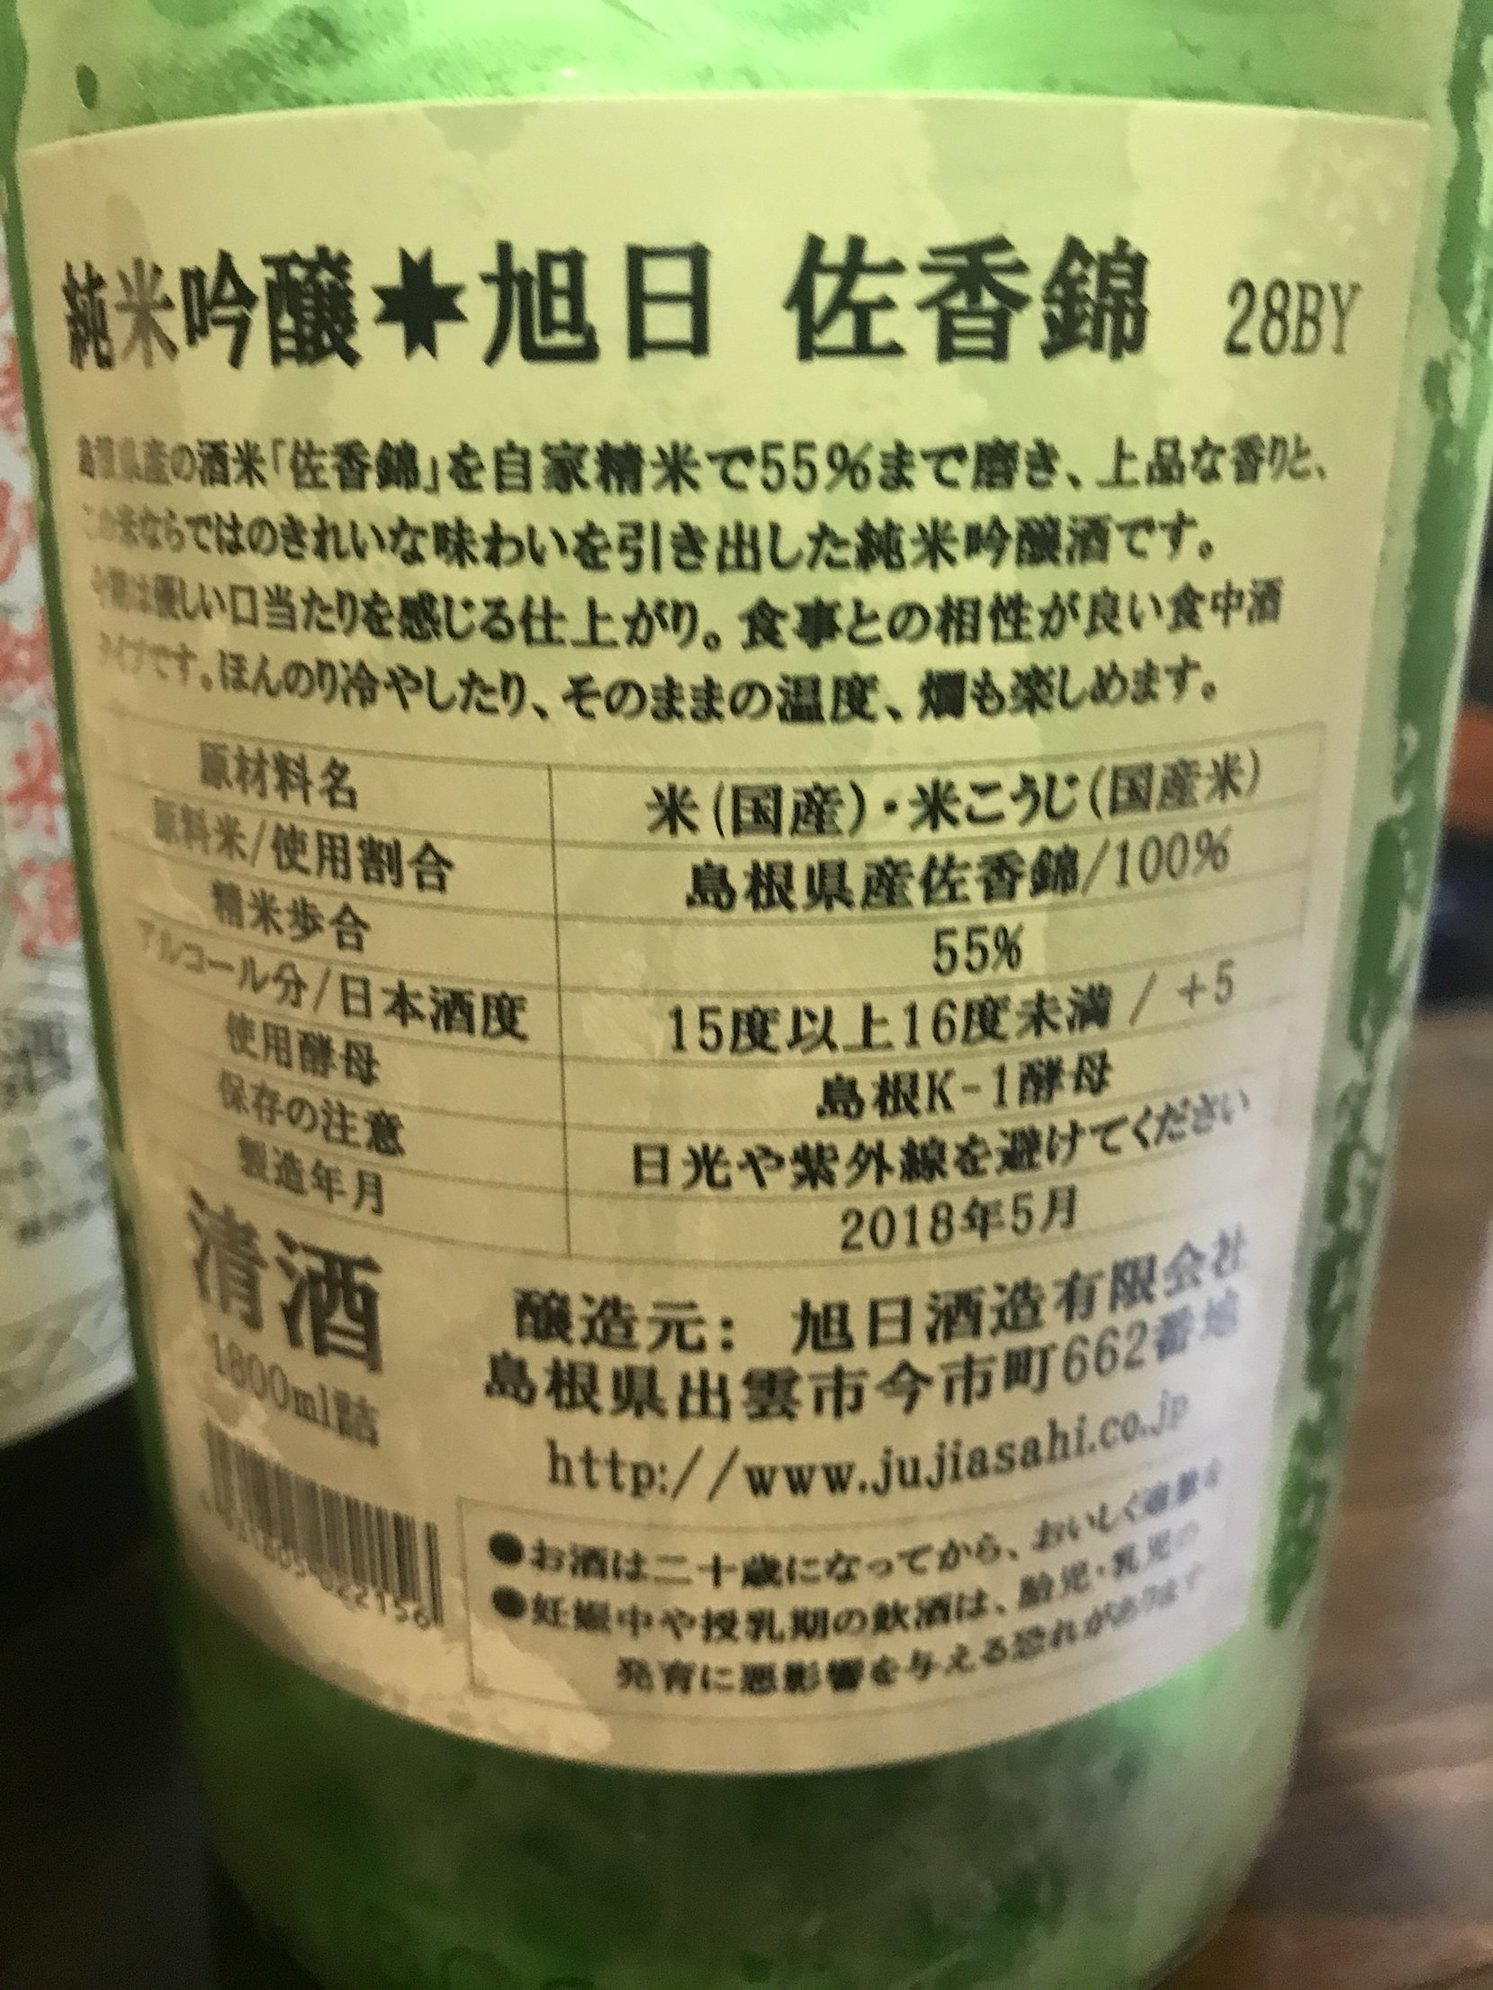 純米吟醸✷旭日 佐香錦 28BY
島根県産の酒米「佐香錦」を自家精米で55%まで磨き、上品な香りと、
この米ならではのきれいな味わいを引き出した純米吟醸酒です。
今期は優しい口当たりを感じる仕上がり。食事との相性が良い食中酒
タイプです。ほんのり冷やしたり、そのままの温度、燗も楽しめます。
原材料名 米(国産)・米こうじ(国産米)
原料米/使用割合 島根県産佐香錦/100%
精米歩合 55%
アルコール分/日本酒度 15度以上16度未満 / +5
使用酵母 島根K-1酵母
保存の注意 日光や紫外線を避けてください
製造年月 2018年5月
清酒
1800ml詰
醸造元: 旭日酒造有限会社
島根県出雲市今市町662番地
http://www.jujiasahi.co.jp
●お酒は二十歳になってから、おいしく適量を
●妊娠中や授乳期の飲酒は、胎児・乳児の
発育に悪影響を与える恐れがあります